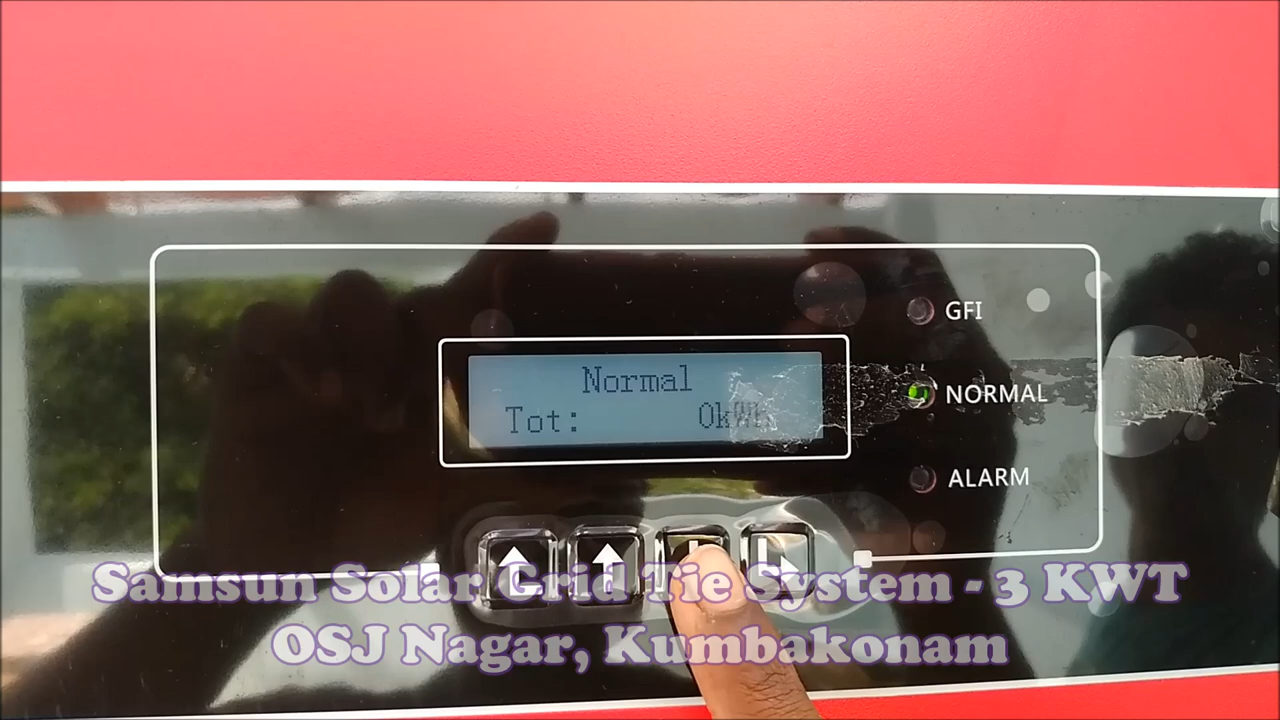 Normal
Tot: 0kWh
GFI
NORMAL
ALARM
Samsun Solar Grid Tie System - 3 KWT
OSJ Nagar, Kumbakonam